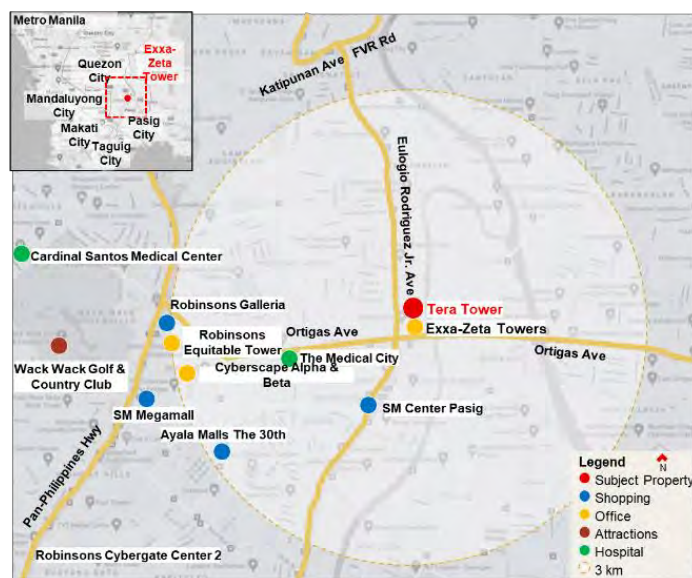 Metro Manila
Exxa-
Zeta
Tower
Quezon
City
Mandaluyong
City
Makati
City
Pasig
City
Taguig
City
Katipunan Ave
FVR Rd
Eulogio Rodriguez Jr. Ave
Cardinal Santos Medical Center
Robinsons Galleria
Tera Tower
Exxa-Zeta Towers
Ortigas Ave
Robinsons
Equitable Tower
The Medical City
Ortigas Ave
Wack Wack Golf &
Country Club
Cyberscape Alpha &
Beta
SM Megamall
SM Center Pasig
Ayala Malls The 30th
Pan-Philippines Hwy
Robinsons Cybergate Center 2
Legend
N
Subject Property
Shopping
Office
Attractions
Hospital
3 km